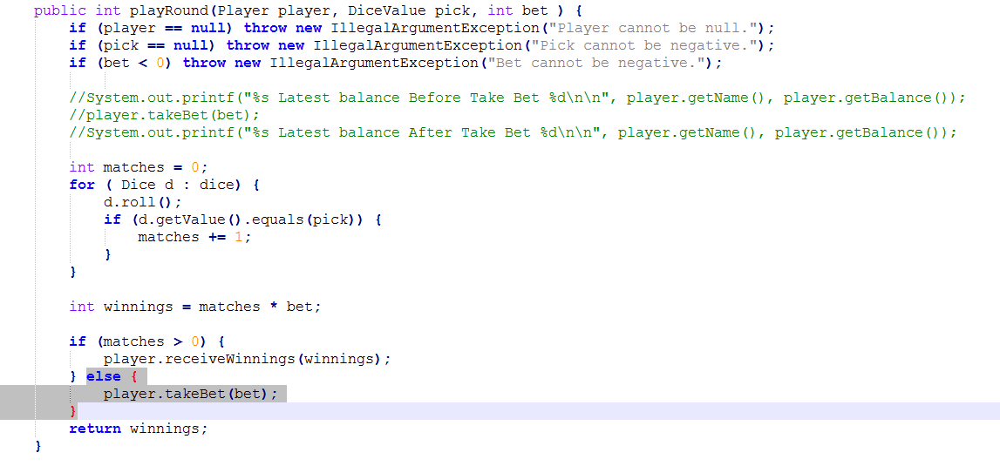 public int playRound(Player player, DiceValue pick, int bet ) {
if (player == null) throw new IllegalArgumentException("Player cannot be null.");
if (pick == null) throw new IllegalArgumentException("Pick cannot be negative.");
if (bet < 0) throw new IllegalArgumentException("Bet cannot be negative.");
//System.out.printf("%s Latest balance Before Take Bet %d\n\n", player.getName(), player.getBalance());
//player.takeBet(bet);
//System.out.printf("%s Latest balance After Take Bet %d\n\n", player.getName(), player.getBalance());
int matches = 0;
for ( Dice d : dice) {
d.roll();
if (d.getValue().equals(pick)) {
matches += 1;
}
}
int winnings = matches * bet;
if (matches > 0) {
player.receiveWinnings(winnings);
} else {
player.takeBet(bet);
}
return winnings;
}